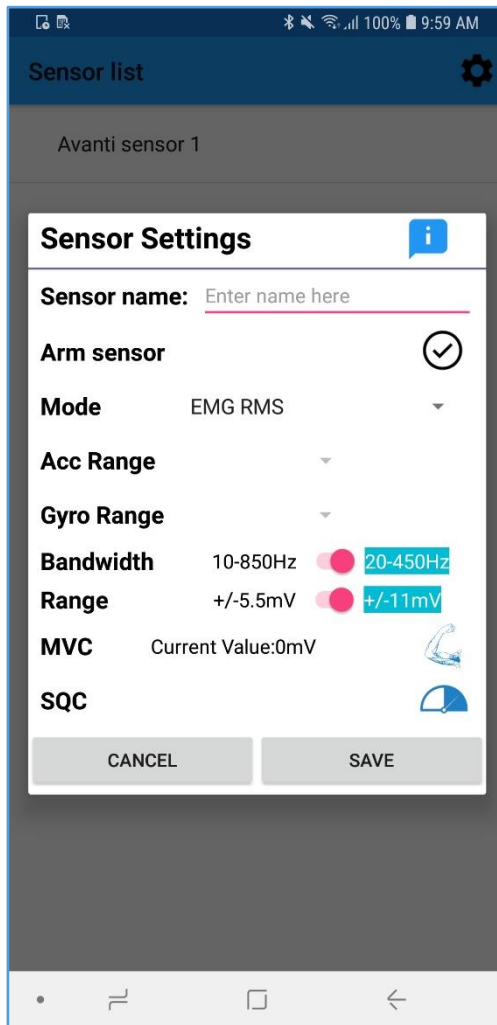 100% 9:59 AM
Sensor list
Avanti sensor 1
Sensor Settings
Sensor name: Enter name here
Arm sensor
Mode EMG RMS
Acc Range
Gyro Range
Bandwidth 10-850Hz 20-450Hz
Range +/-5.5mV +/-11mV
MVC Current Value:0mV
SQC
CANCEL SAVE